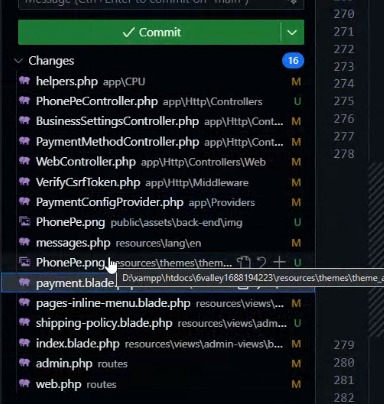 Message (Ctrl+Enter to commit on "main")
Commit
Changes 16
helpers.php app\CPU M
PhonePeController.php app\Http\Controllers U
BusinessSettingsController.php app\Http\Cont... M
PaymentMethodController.php app\Http\Con... M
WebController.php app\Http\Controllers\Web M
VerifyCsrfToken.php app\Http\Middleware M
PaymentConfigProvider.php app\Providers M
PhonePe.png public\assets\back-end\img U
messages.php resources\lang\en M
PhonePe.png resources\themes\them... U
D:\xampp\htdocs\6valley1688194223\resources\themes\theme_a
payment.blade.
pages-inline-menu.blade.php resources\views\... M
shipping-policy.blade.php resources\views\adm... U
index.blade.php resources\views\admin-views\b... M
admin.php routes M
web.php routes M
270
271
272
273
274
275
276
277
278
279
280
281
282